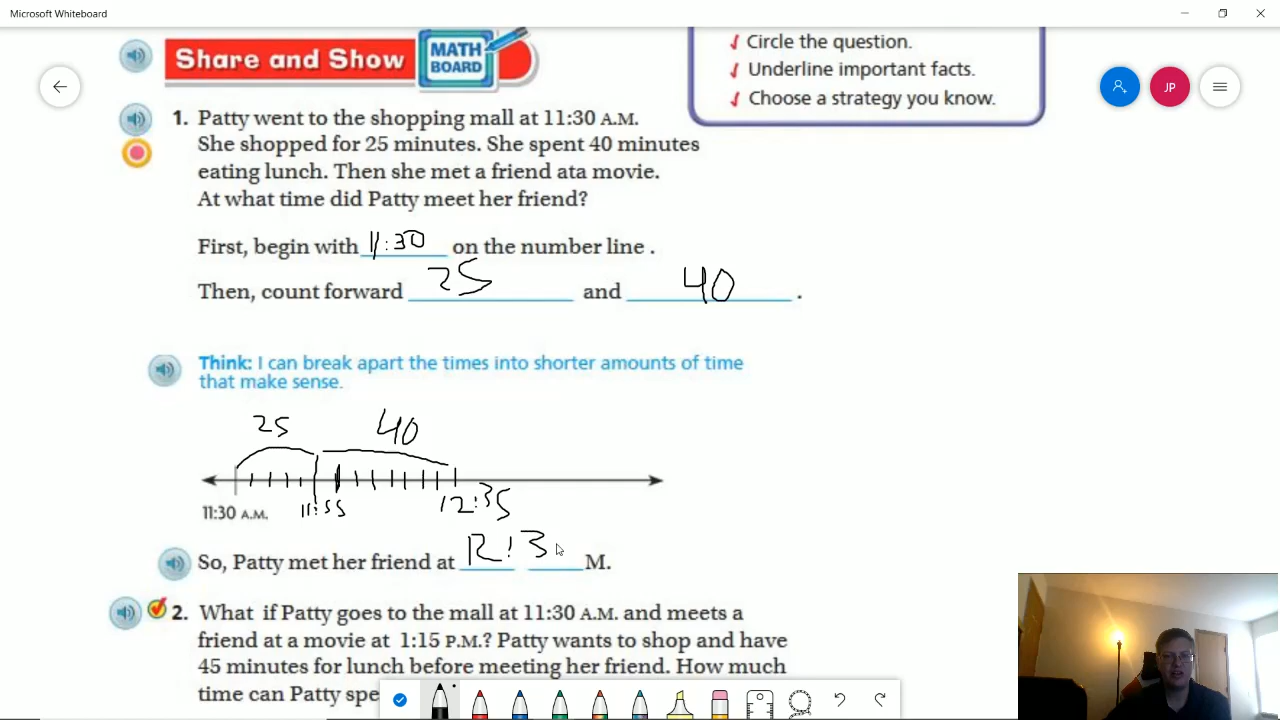 Microsoft Whiteboard
Share and Show
MATH
BOARD
Circle the question.
Underline important facts.
Choose a strategy you know.
JP
1. Patty went to the shopping mall at 11:30 A.M.
She shopped for 25 minutes. She spent 40 minutes
eating lunch. Then she met a friend ata movie.
At what time did Patty meet her friend?
First, begin with 11:30 on the number line .
Then, count forward 25 and 40 .
Think: I can break apart the times into shorter amounts of time
that make sense.
25 40
11:30 A.M. 11:55 12:35
So, Patty met her friend at 12:3 M.
2. What if Patty goes to the mall at 11:30 A.M. and meets a
friend at a movie at 1:15 P.M.? Patty wants to shop and have
45 minutes for lunch before meeting her friend. How much
time can Patty spe